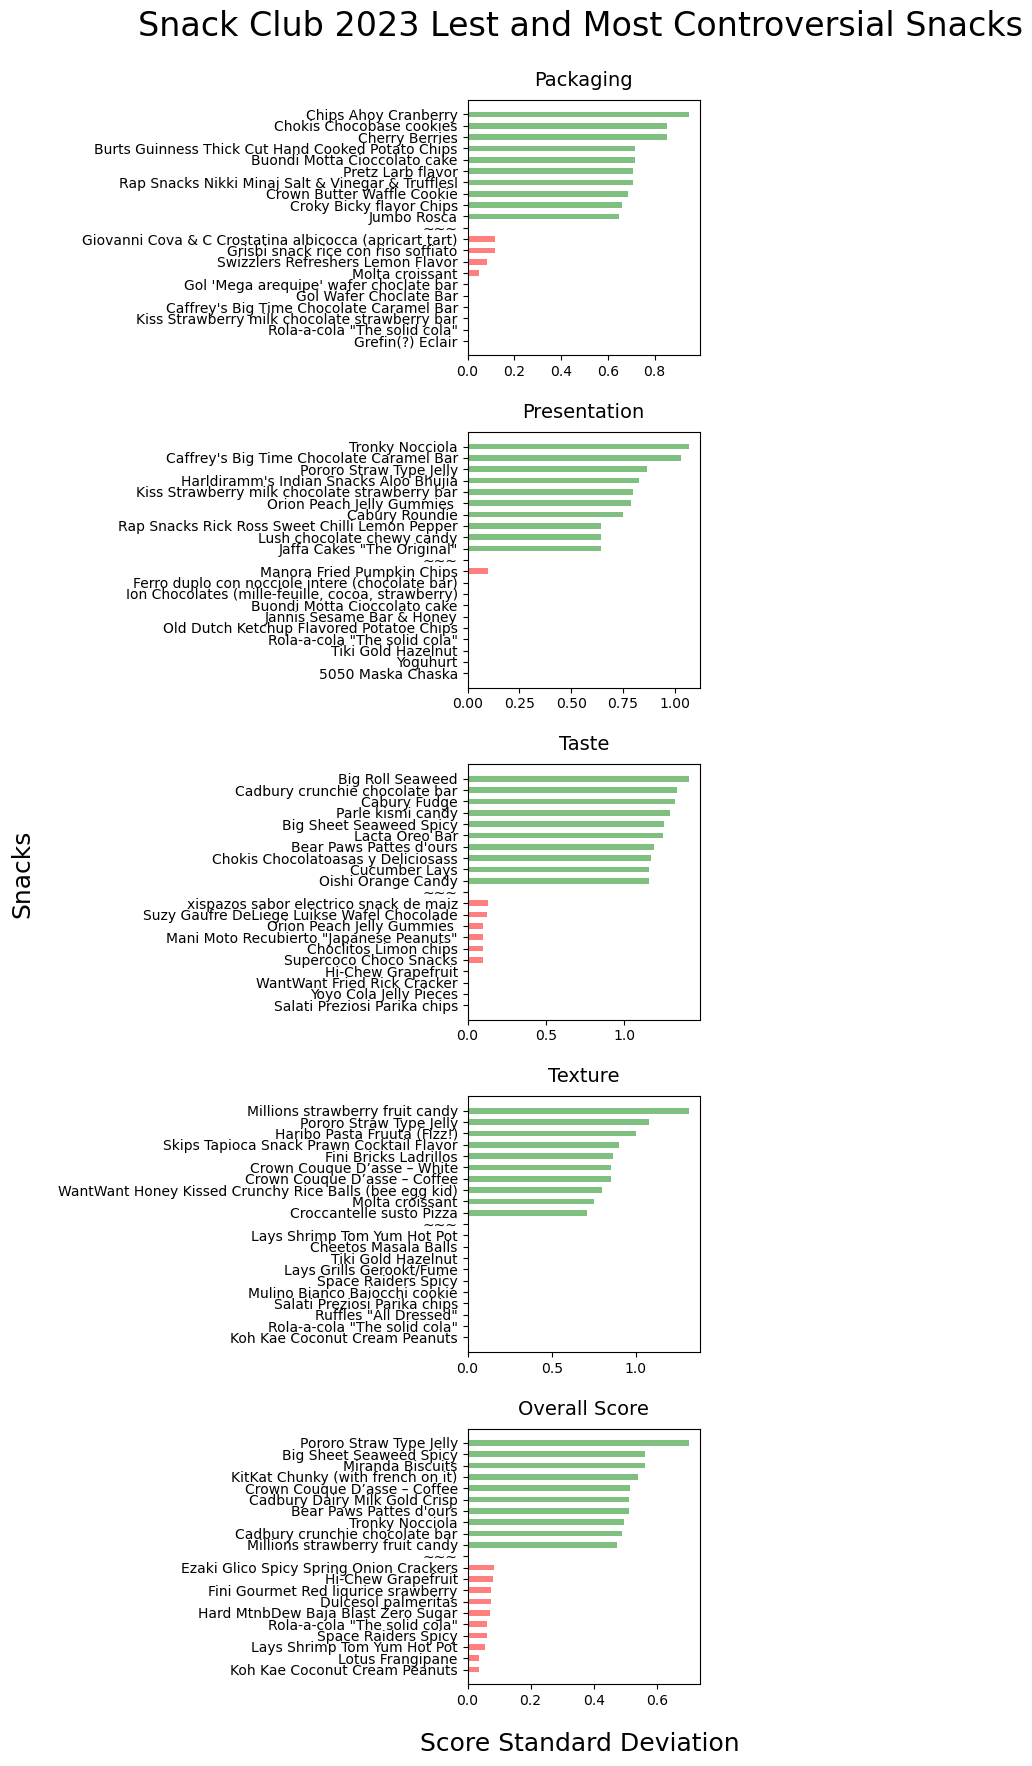 Snack Club 2023 Lest and Most Controversial Snacks
Packaging
Chips Ahoy Cranberry
Chokis Chocobase cookies
Cherry Berries
Burts Guinness Thick Cut Hand Cooked Potato Chips
Buondi Motta Cioccolato cake
Pretz Larb flavor
Rap Snacks Nikki Minaj Salt & Vinegar & Trufflesl
Crown Butter Waffle Cookie
Croky Bicky flavor Chips
Jumbo Rosca
~~~
Giovanni Cova & C Crostatina albicocca (apricart tart)
Grisbi snack rice con riso soffiato
Swizzlers Refreshers Lemon Flavor
Molta croissant
Gol 'Mega arequipe' wafer choclate bar
Gol Wafer Choclate Bar
Caffrey's Big Time Chocolate Caramel Bar
Kiss Strawberry milk chocolate strawberry bar
Rola-a-cola "The solid cola"
Grefin(?) Eclair
0.0 0.2 0.4 0.6 0.8
Presentation
Tronky Nocciola
Caffrey's Big Time Chocolate Caramel Bar
Pororo Straw Type Jelly
Harldiramm's Indian Snacks Aloo Bhujia
Kiss Strawberry milk chocolate strawberry bar
Orion Peach Jelly Gummies
Cabury Roundie
Rap Snacks Rick Ross Sweet Chilli Lemon Pepper
Lush chocolate chewy candy
Jaffa Cakes "The Original"
~~~
Manora Fried Pumpkin Chips
Ferro duplo con nocciole intere (chocolate bar)
Ion Chocolates (mille-feuille, cocoa, strawberry)
Buondi Motta Cioccolato cake
Jannis Sesame Bar & Honey
Old Dutch Ketchup Flavored Potatoe Chips
Rola-a-cola "The solid cola"
Tiki Gold Hazelnut
Yoguhurt
5050 Maska Chaska
0.00 0.25 0.50 0.75 1.00
Taste
Big Roll Seaweed
Cadbury crunchie chocolate bar
Cabury Fudge
Parle kismi candy
Big Sheet Seaweed Spicy
Lacta Oreo Bar
Bear Paws Pattes d'ours
Chokis Chocolatoasas y Deliciosass
Cucumber Lays
Oishi Orange Candy
~~~
xispazos sabor electrico snack de maiz
Suzy Gaufre DeLiege Luikse Wafel Chocolade
Orion Peach Jelly Gummies
Mani Moto Recubierto "Japanese Peanuts"
Choclitos Limon chips
Supercoco Choco Snacks
Hi-Chew Grapefruit
WantWant Fried Rick Cracker
Yoyo Cola Jelly Pieces
Salati Preziosi Parika chips
0.0 0.5 1.0
Snacks
Texture
Millions strawberry fruit candy
Pororo Straw Type Jelly
Haribo Pasta Fruuta (FIzz!)
Skips Tapioca Snack Prawn Cocktail Flavor
Fini Bricks Ladrillos
Crown Couque D’asse – White
Crown Couque D’asse – Coffee
WantWant Honey Kissed Crunchy Rice Balls (bee egg kid)
Molta croissant
Croccantelle susto Pizza
~~~
Lays Shrimp Tom Yum Hot Pot
Cheetos Masala Balls
Tiki Gold Hazelnut
Lays Grills Gerookt/Fume
Space Raiders Spicy
Mulino Bianco Baiocchi cookie
Salati Preziosi Parika chips
Ruffles "All Dressed"
Rola-a-cola "The solid cola"
Koh Kae Coconut Cream Peanuts
0.0 0.5 1.0
Overall Score
Pororo Straw Type Jelly
Big Sheet Seaweed Spicy
Miranda Biscuits
KitKat Chunky (with french on it)
Crown Couque D’asse – Coffee
Cadbury Dairy Milk Gold Crisp
Bear Paws Pattes d'ours
Tronky Nocciola
Cadbury crunchie chocolate bar
Millions strawberry fruit candy
~~~
Ezaki Glico Spicy Spring Onion Crackers
Hi-Chew Grapefruit
Fini Gourmet Red liqurice srawberry
Dulcesol palmeritas
Hard MtnbDew Baja Blast Zero Sugar
Rola-a-cola "The solid cola"
Space Raiders Spicy
Lays Shrimp Tom Yum Hot Pot
Lotus Frangipane
Koh Kae Coconut Cream Peanuts
0.0 0.2 0.4 0.6
Score Standard Deviation